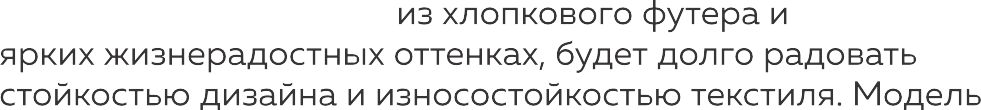 из хлопкового футера и
ярких жизнерадостных оттенках, будет долго радовать
стойкостью дизайна и износостойкостью текстиля. Модель